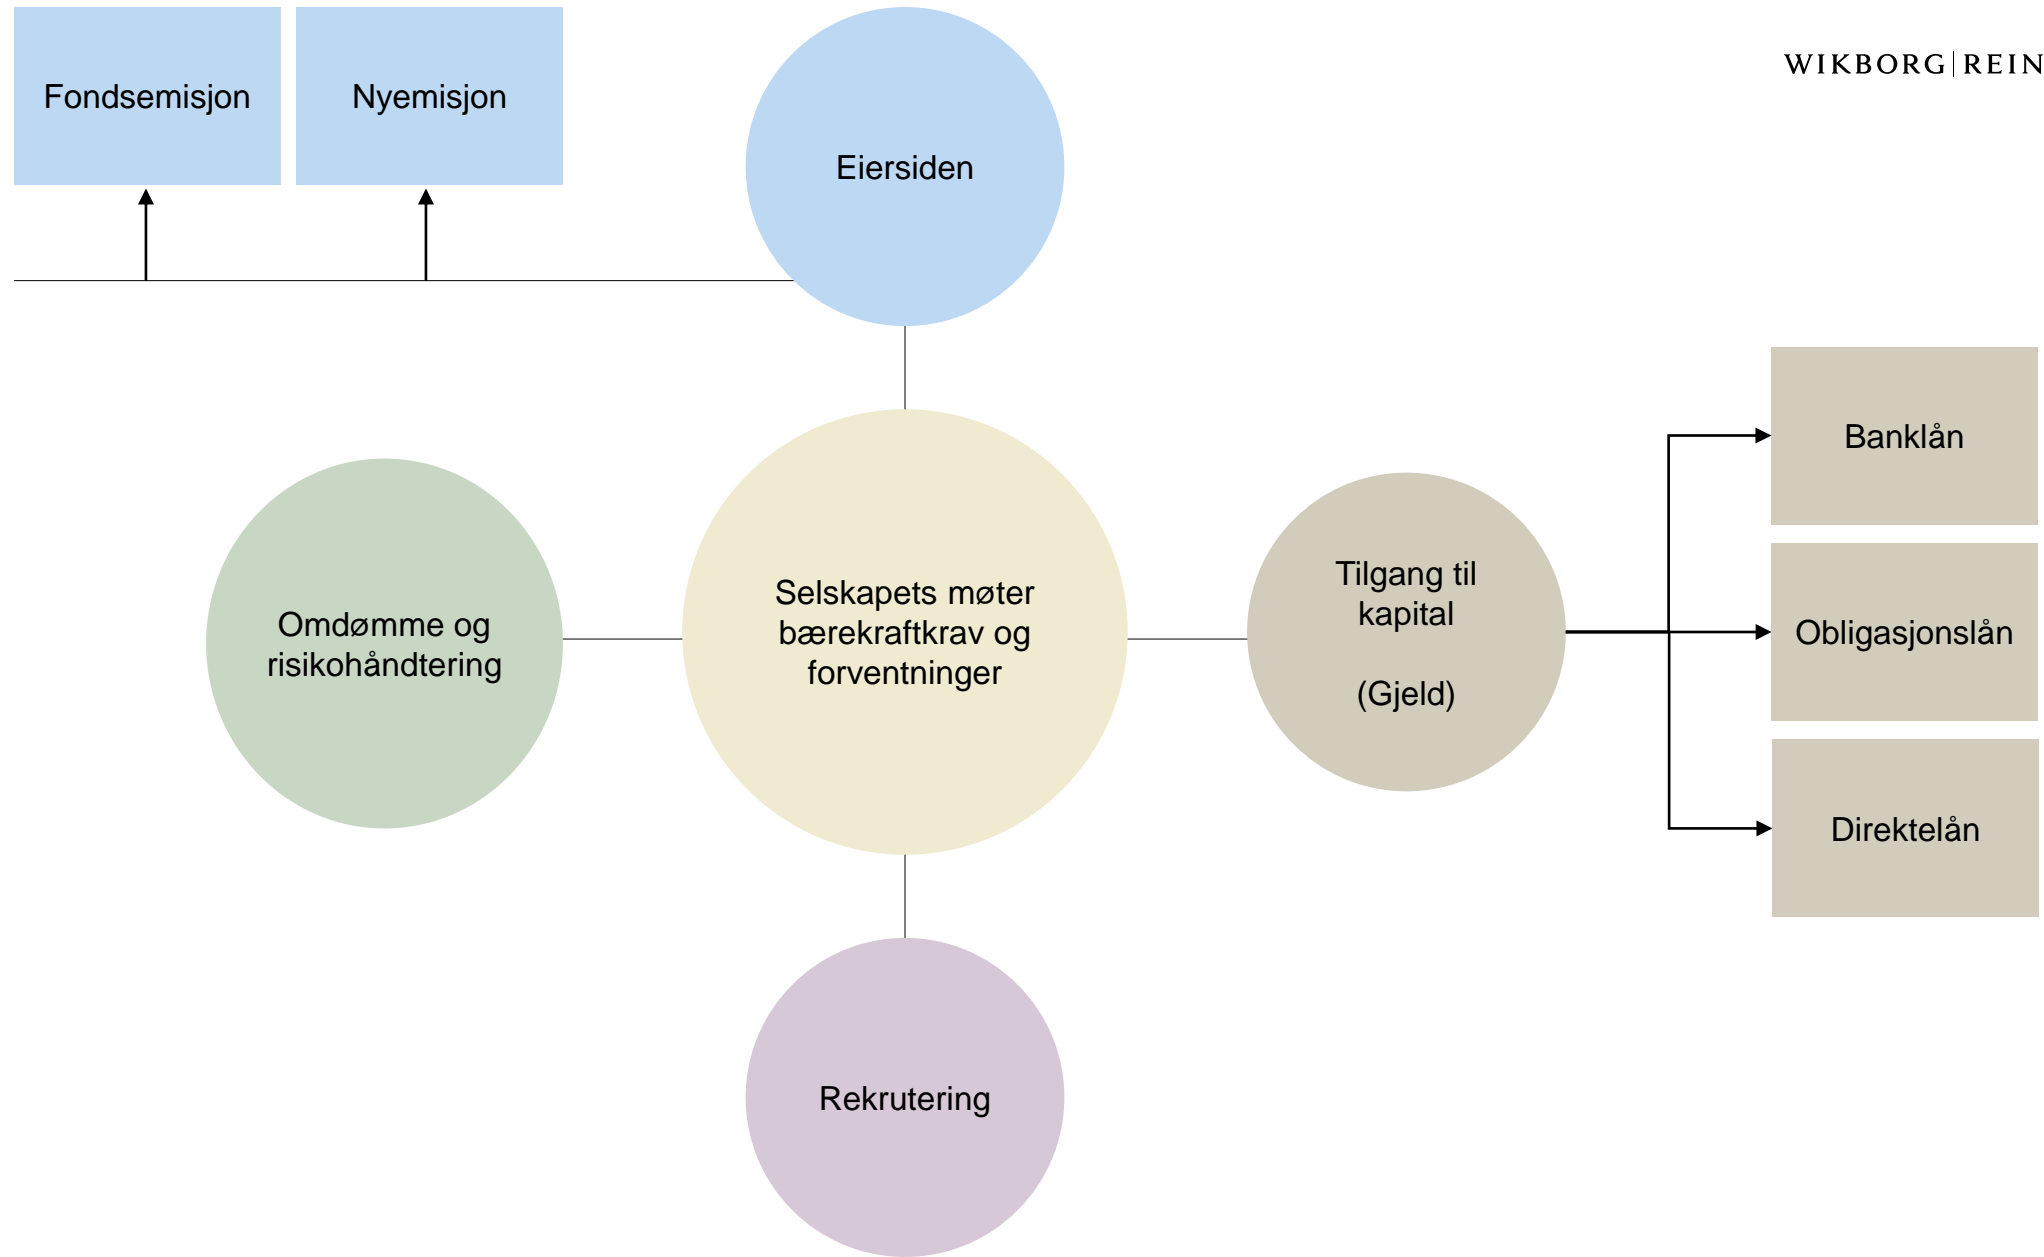 WIKBORG|REIN
Fondsemisjon
Nyemisjon
Eiersiden
Omdømme og
risikohåndtering
Selskapets møter
bærekraftkrav og
forventninger
Tilgang til
kapital
(Gjeld)
Banklån
Obligasjonslån
Direktelån
Rekrutering